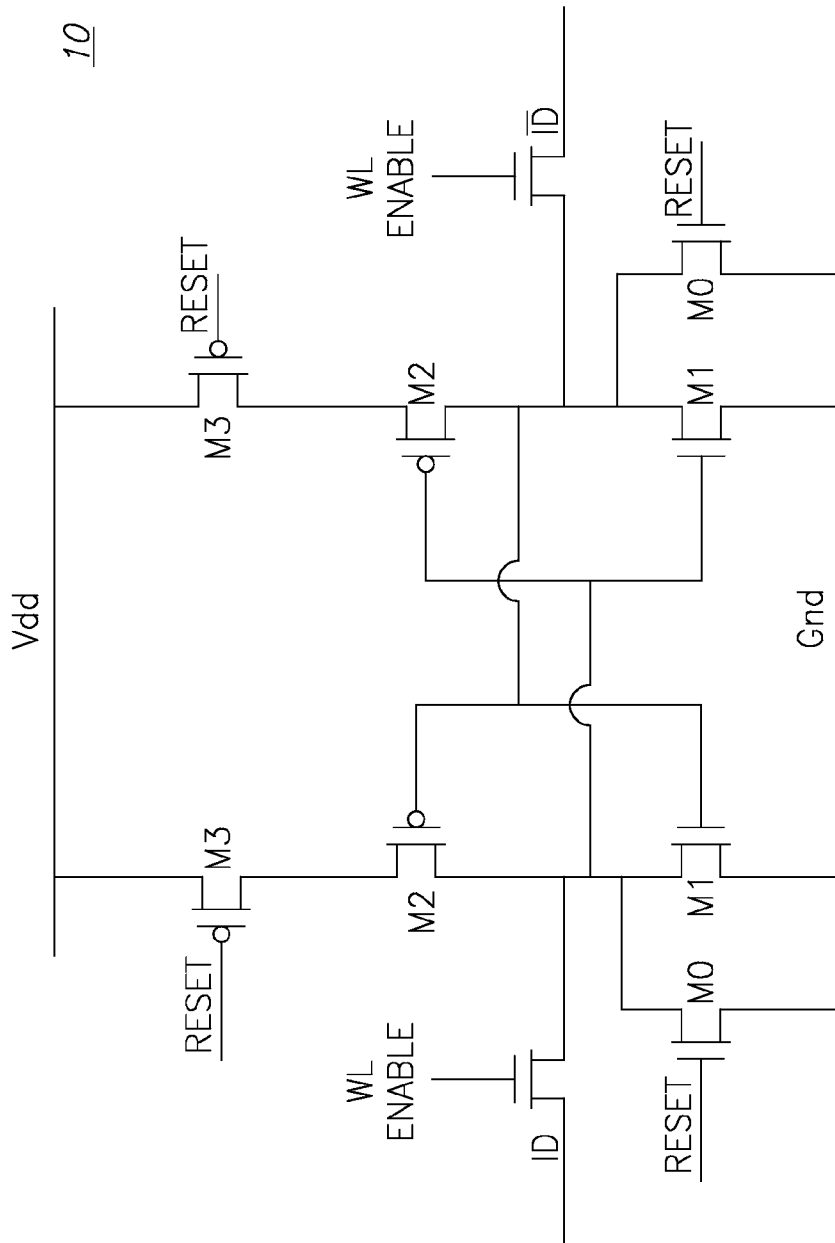 10
Vdd
RESET
M3
M3
RESET
WL
ENABLE
WL
ENABLE
M2
M2
ID
I̅D̅
RESET
M0
M1
M1
M0
RESET
Gnd